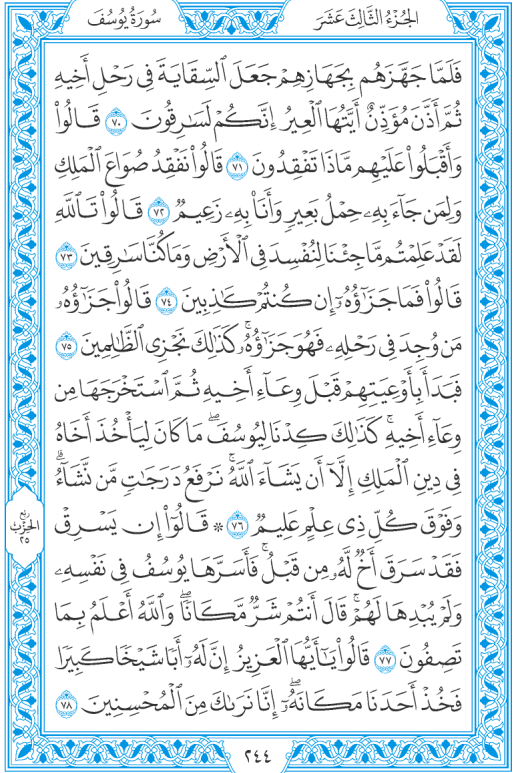 الجُزْءُ الثَّالِثَ عَشَرَ
سُورَةُ يُوسُفَ
فَلَمَّا جَهَّزَهُم بِجَهَازِهِمْ جَعَلَ ٱلسِّقَايَةَ فِى رَحْلِ أَخِيهِ
ثُمَّ أَذَّنَ مُؤَذِّنٌ أَيَّتُهَا ٱلْعِيرُ إِنَّكُمْ لَسَٰرِقُونَ ٧٠ قَالُوا۟
وَأَقْبَلُوا۟ عَلَيْهِم مَّاذَا تَفْقِدُونَ ٧١ قَالُوا۟ نَفْقِدُ صُوَاعَ ٱلْمَلِكِ
وَلِمَن جَآءَ بِهِۦ حِمْلُ بَعِيرٍ وَأَنَا۠ بِهِۦ زَعِيمٌ ٧٢ قَالُوا۟ تَٱللَّهِ
لَقَدْ عَلِمْتُم مَّا جِئْنَا لِنُفْسِدَ فِى ٱلْأَرْضِ وَمَا كُنَّا سَٰرِقِينَ ٧٣
قَالُوا۟ فَمَا جَزَٰٓؤُهُۥٓ إِن كُنتُمْ كَٰذِبِينَ ٧٤ قَالُوا۟ جَزَٰٓؤُهُۥ
مَن وُجِدَ فِى رَحْلِهِۦ فَهُوَ جَزَٰٓؤُهُۥ ۚ كَذَٰلِكَ نَجْزِى ٱلظَّٰلِمِينَ ٧٥
فَبَدَأَ بِأَوْعِيَتِهِمْ قَبْلَ وِعَآءِ أَخِيهِ ثُمَّ ٱسْتَخْرَجَهَا مِن
وِعَآءِ أَخِيهِ ۚ كَذَٰلِكَ كِدْنَا لِيُوسُفَ ۖ مَا كَانَ لِيَأْخُذَ أَخَاهُ
فِى دِينِ ٱلْمَلِكِ إِلَّآ أَن يَشَآءَ ٱللَّهُ ۚ نَرْفَعُ دَرَجَٰتٍ مَّن نَّشَآءُ ۗ
وَفَوْقَ كُلِّ ذِى عِلْمٍ عَلِيمٌ ٧٦ ۞ قَالُوٓا۟ إِن يَسْرِقْ
فَقَدْ سَرَقَ أَخٌ لَّهُۥ مِن قَبْلُ ۚ فَأَسَرَّهَا يُوسُفُ فِى نَفْسِهِۦ
وَلَمْ يُبْدِهَا لَهُمْ ۚ قَالَ أَنتُمْ شَرٌّ مَّكَانًا ۖ وَٱللَّهُ أَعْلَمُ بِمَا
تَصِفُونَ ٧٧ قَالُوا۟ يَٰٓأَيُّهَا ٱلْعَزِيزُ إِنَّ لَهُۥٓ أَبًا شَيْخًا كَبِيرًا
فَخُذْ أَحَدَنَا مَكَانَهُۥٓ ۖ إِنَّا نَرَىٰكَ مِنَ ٱلْمُحْسِنِينَ ٧٨
ربع
الحزب
٢٥
٢٤٤